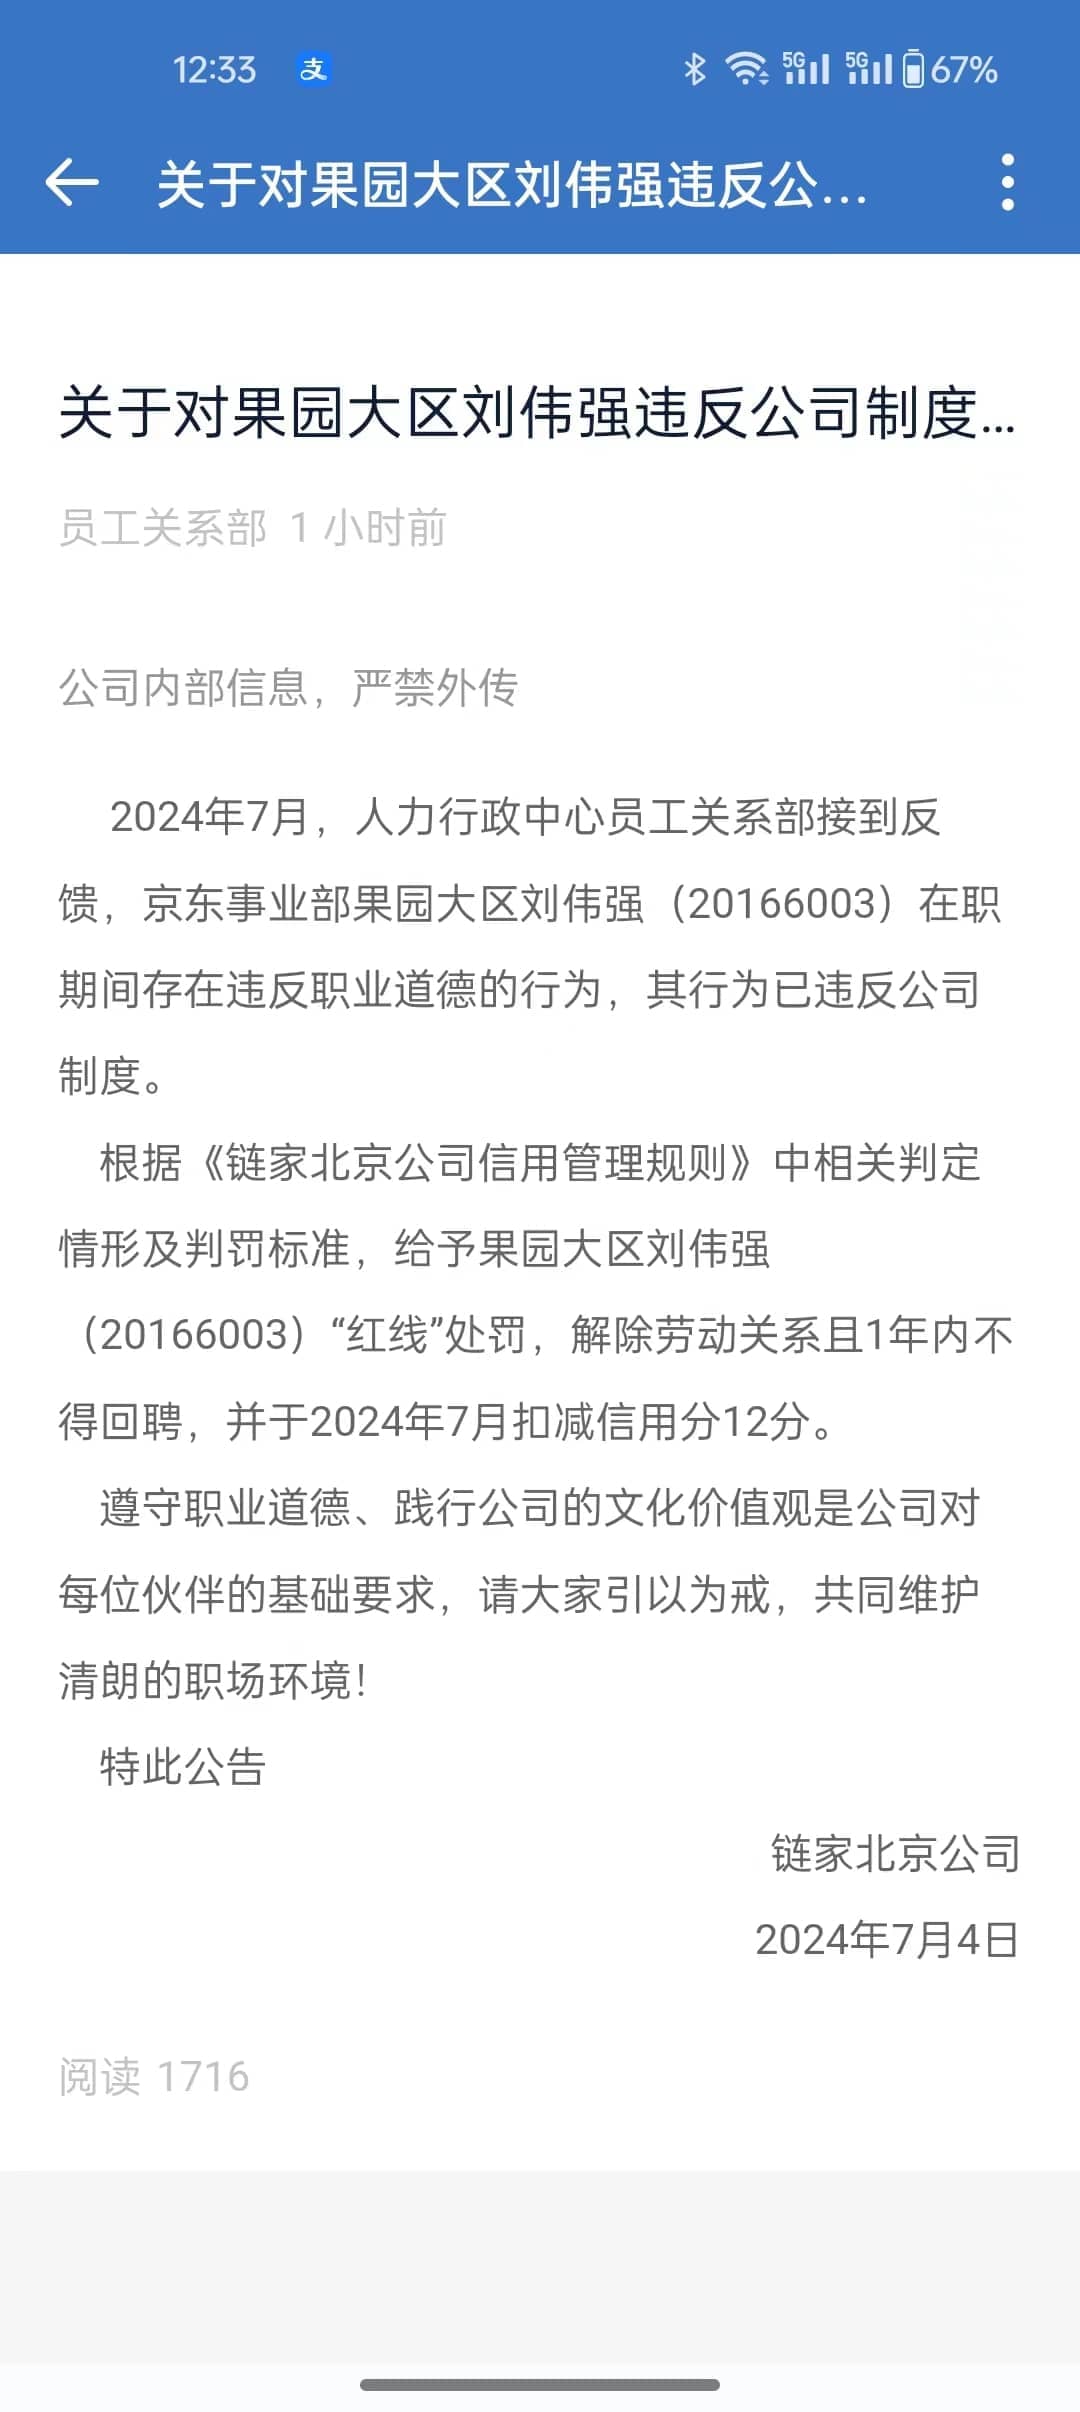 12:33 支 5G 5G 67%
关于对果园大区刘伟强违反公...
关于对果园大区刘伟强违反公司制度...
员工关系部 1 小时前
公司内部信息，严禁外传
2024年7月，人力行政中心员工关系部接到反
馈，京东事业部果园大区刘伟强（20166003）在职
期间存在违反职业道德的行为，其行为已违反公司
制度。
根据《链家北京公司信用管理规则》中相关判定
情形及判罚标准，给予果园大区刘伟强
（20166003）“红线”处罚，解除劳动关系且1年内不
得回聘，并于2024年7月扣减信用分12分。
遵守职业道德、践行公司的文化价值观是公司对
每位伙伴的基础要求，请大家引以为戒，共同维护
清朗的职场环境！
特此公告
链家北京公司
2024年7月4日
阅读 1716